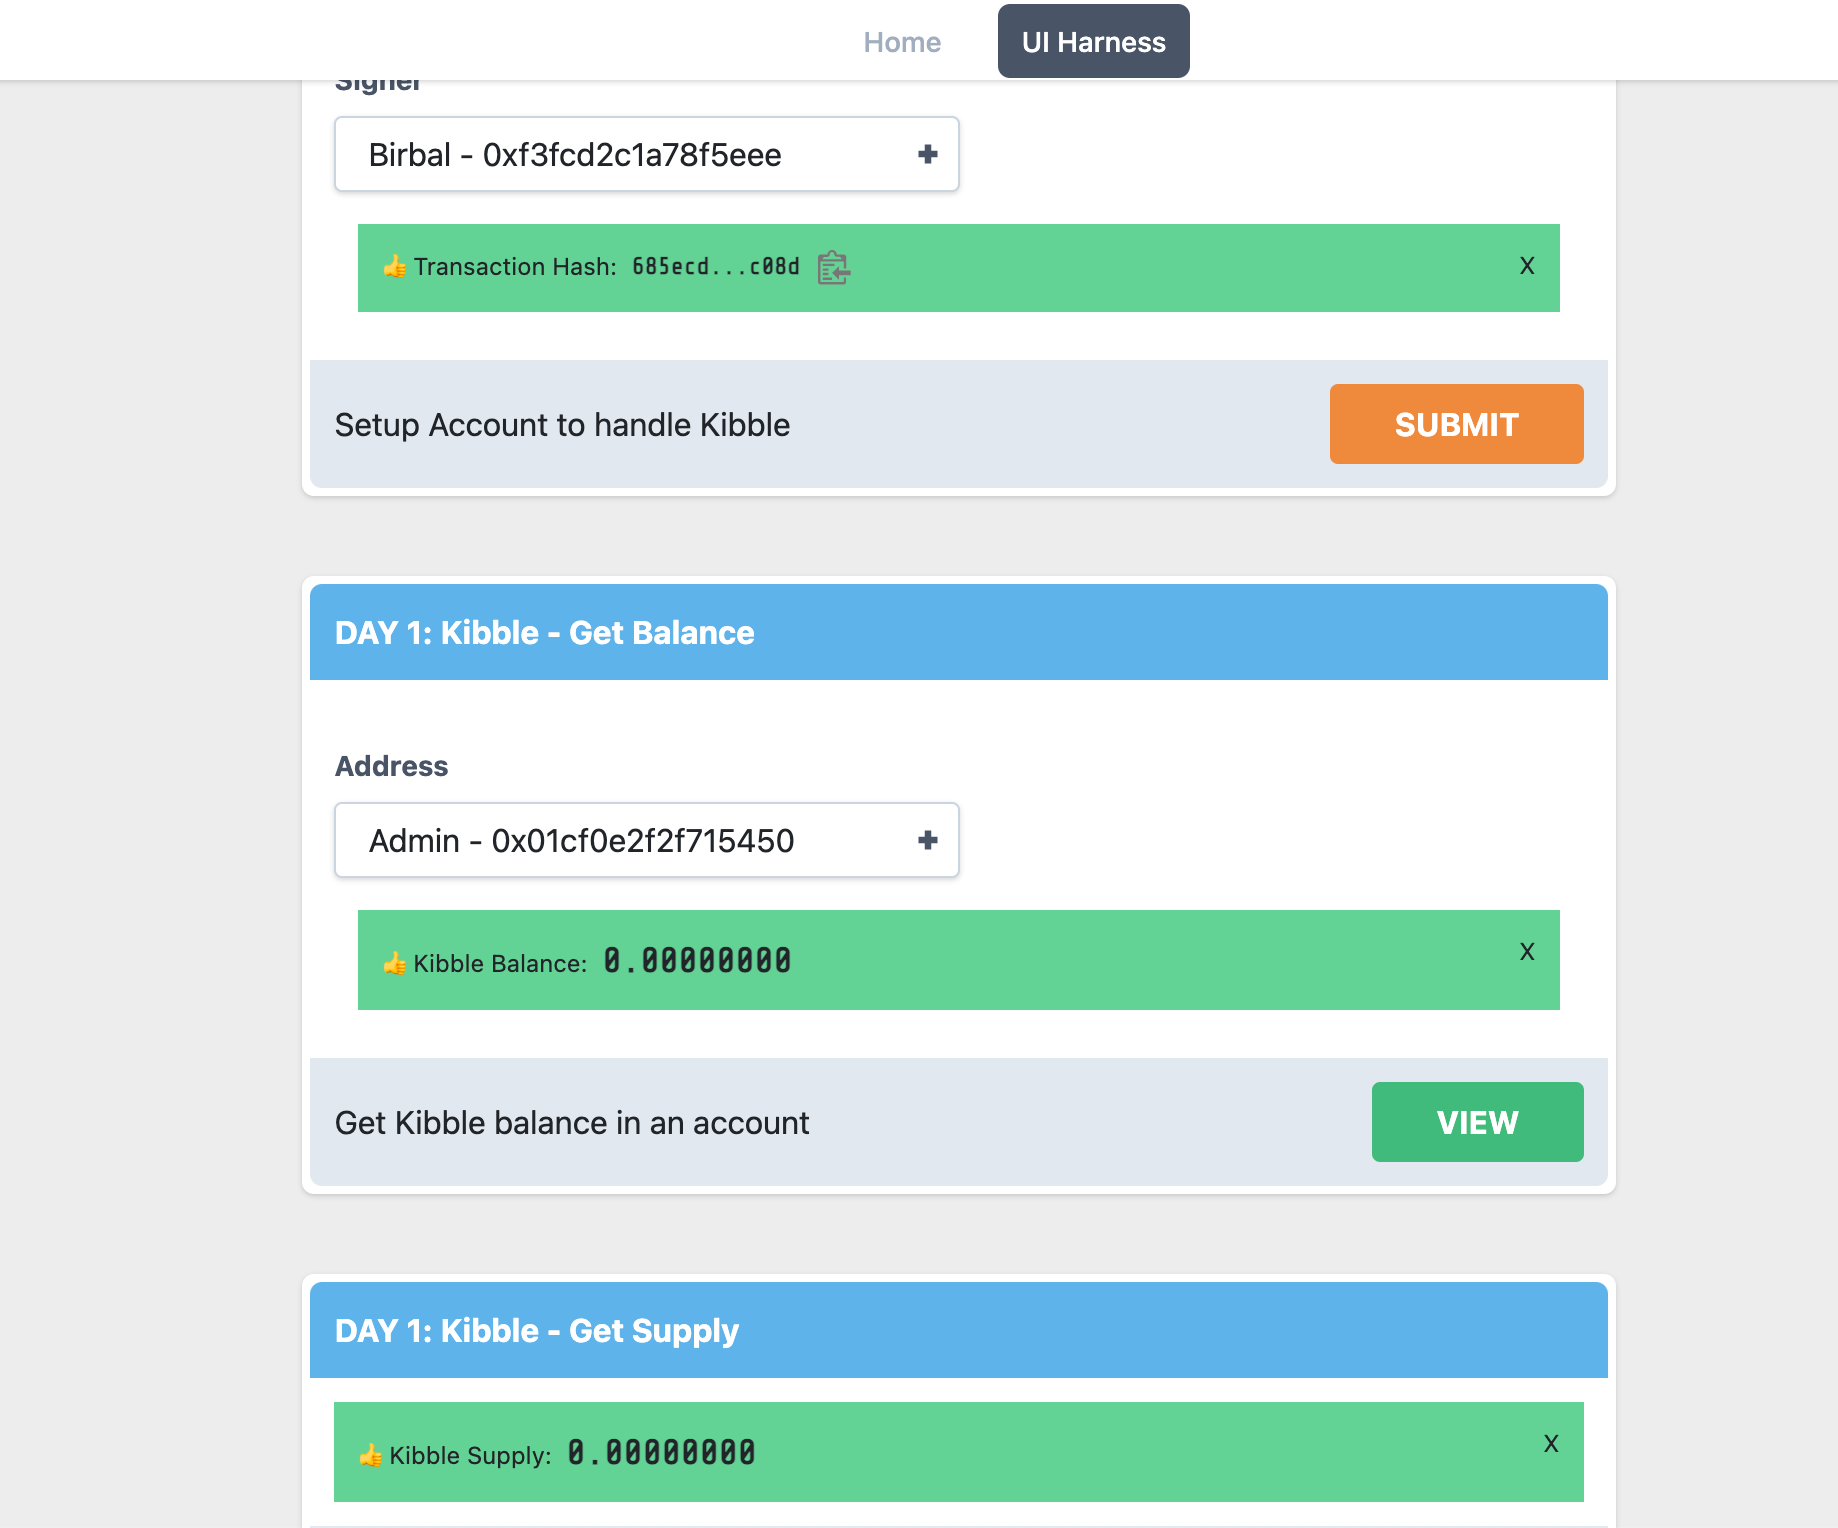 Home
UI Harness
Signer
Birbal - 0xf3fcd2c1a78f5eee
👍 Transaction Hash: 685ecd...c08d
X
Setup Account to handle Kibble
SUBMIT
DAY 1: Kibble - Get Balance
Address
Admin - 0x01cf0e2f2f715450
👍 Kibble Balance: 0.00000000
X
Get Kibble balance in an account
VIEW
DAY 1: Kibble - Get Supply
👍 Kibble Supply: 0.00000000
X